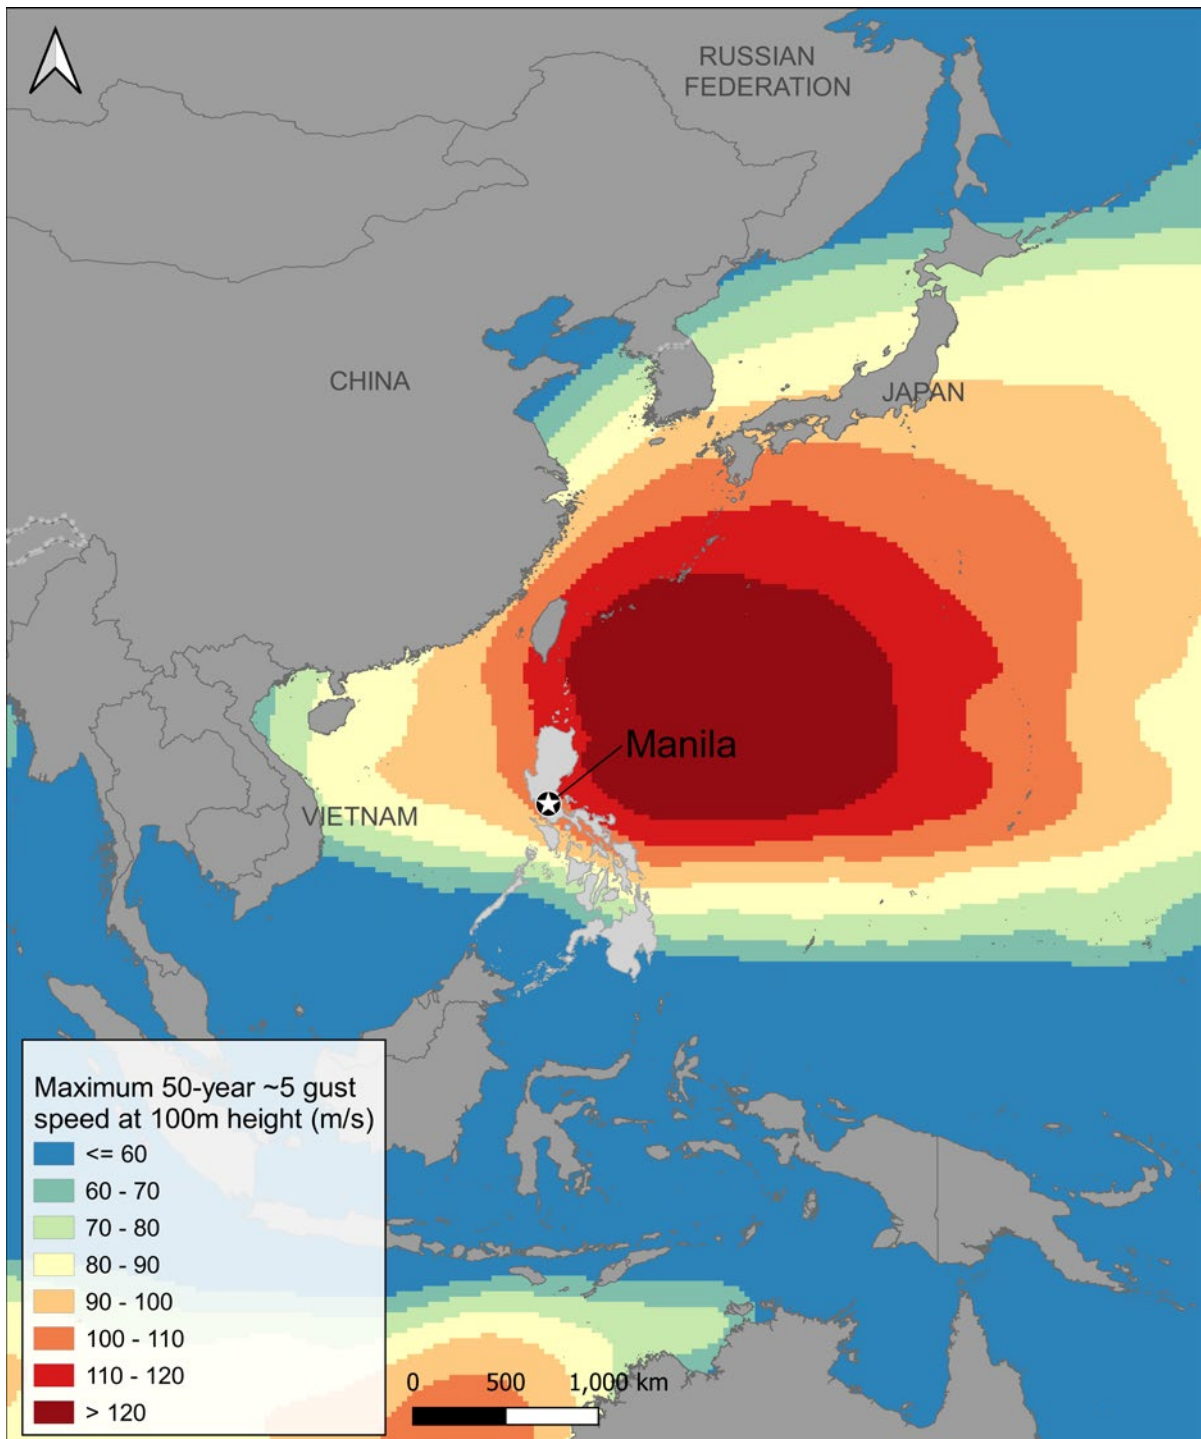 RUSSIAN
FEDERATION
CHINA
JAPAN
Manila
VIETNAM
Maximum 50-year ~5 gust
speed at 100m height (m/s)
<= 60
60 - 70
70 - 80
80 - 90
90 - 100
100 - 110
110 - 120
> 120
0 500 1,000 km